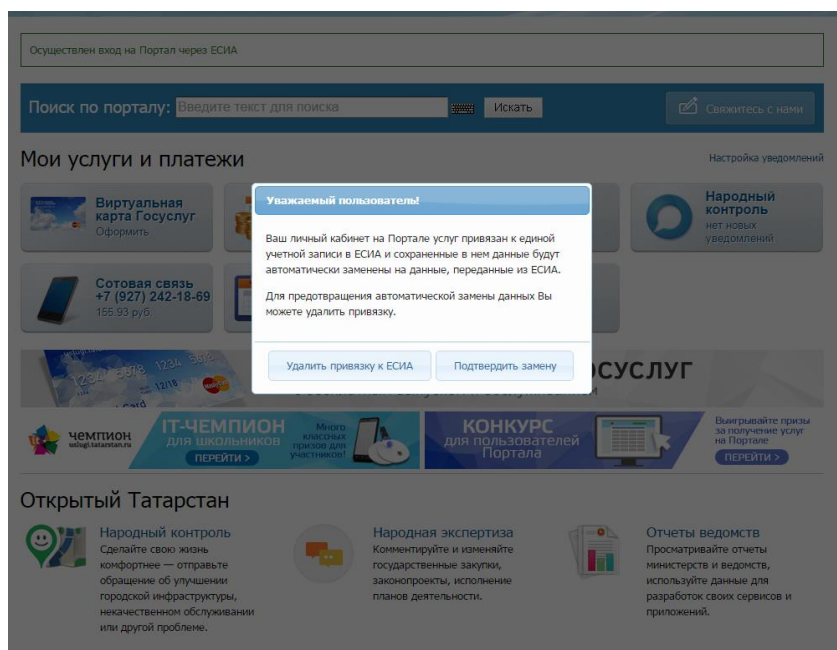 Осуществлен вход на Портал через ЕСИА
Поиск по порталу:
Введите текст для поиска
Искать
Свяжитесь с нами
Мои услуги и платежи
Настройка уведомлений
Виртуальная
карта Госуслуг
Оформить
Народный
контроль
нет новых
уведомлений
Уважаемый пользователь!
Ваш личный кабинет на Портале услуг привязан к единой
учетной записи в ЕСИА и сохраненные в нем данные будут
автоматически заменены на данные, переданные из ЕСИА.
Для предотвращения автоматической замены данных Вы
можете удалить привязку.
Удалить привязку к ЕСИА
Подтвердить замену
Сотовая связь
+7 (927) 242-18-69
155.93 руб.
12/18
ОСУСЛУГ
чемпион
uslugi.tatarstan.ru
IT-ЧЕМПИОН
ДЛЯ ШКОЛЬНИКОВ
ПЕРЕЙТИ >
Много
классных
призов для
участников!
КОНКУРС
для пользователей
Портала
Выигрывайте призы
за получение услуг
на Портале
ПЕРЕЙТИ >
Открытый Татарстан
Народный контроль
Сделайте свою жизнь
комфортнее — отправьте
обращение об улучшении
городской инфраструктуры,
некачественном обслуживании
или другой проблеме.
Народная экспертиза
Комментируйте и изменяйте
государственные закупки,
законопроекты, исполнение
планов деятельности.
Отчеты ведомств
Просматривайте отчеты
министерств и ведомств,
используйте данные для
разработок своих сервисов и
приложений.